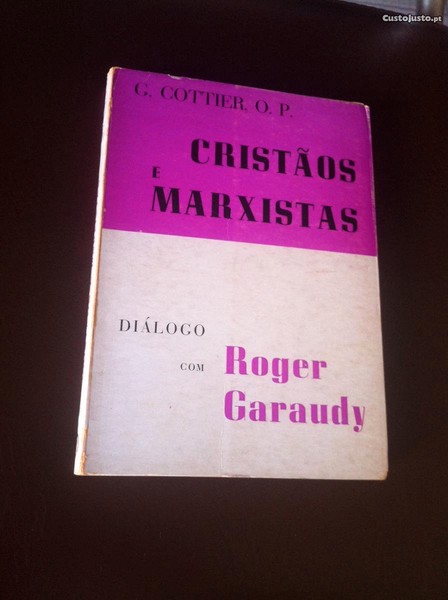 CustoJusto.pt
G. COTTIER, O. P.
CRISTÃOS
E
MARXISTAS
DIÁLOGO
COM
Roger
Garaudy